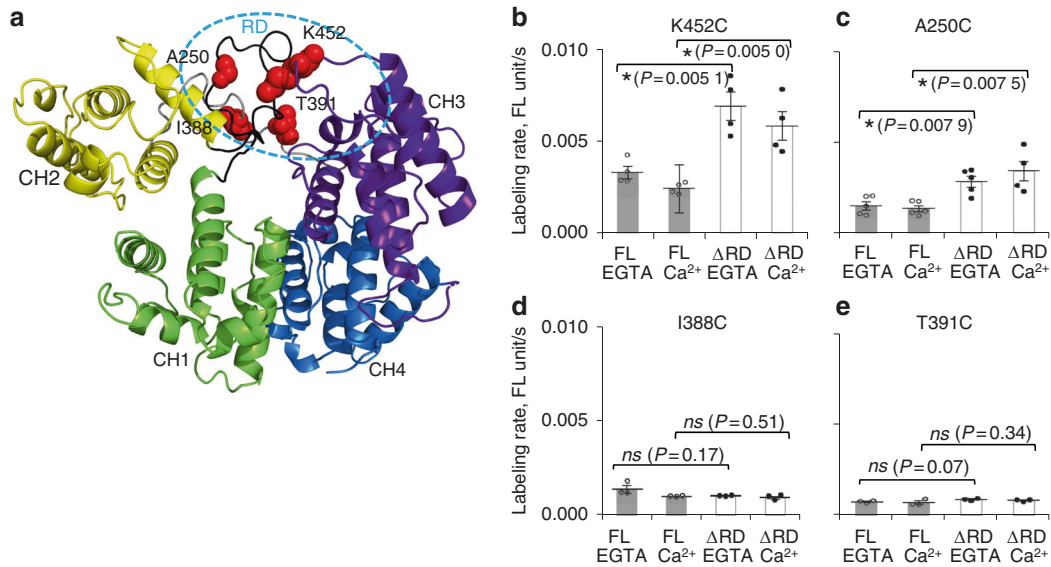 a
RD
K452
A250
T391
I388
CH3
CH2
CH1
CH4
b
K452C
Labeling rate, FL unit/s
0.010
0.005
0.000
* (P = 0.005 0)
* (P = 0.005 1)
FL FL ΔRD ΔRD
EGTA Ca²⁺ EGTA Ca²⁺
c
A250C
* (P = 0.007 5)
* (P = 0.007 9)
FL FL ΔRD ΔRD
EGTA Ca²⁺ EGTA Ca²⁺
d
I388C
Labeling rate, FL unit/s
0.010
0.005
0.000
ns (P = 0.51)
ns (P = 0.17)
FL FL ΔRD ΔRD
EGTA Ca²⁺ EGTA Ca²⁺
e
T391C
ns (P = 0.34)
ns (P = 0.07)
FL FL ΔRD ΔRD
EGTA Ca²⁺ EGTA Ca²⁺